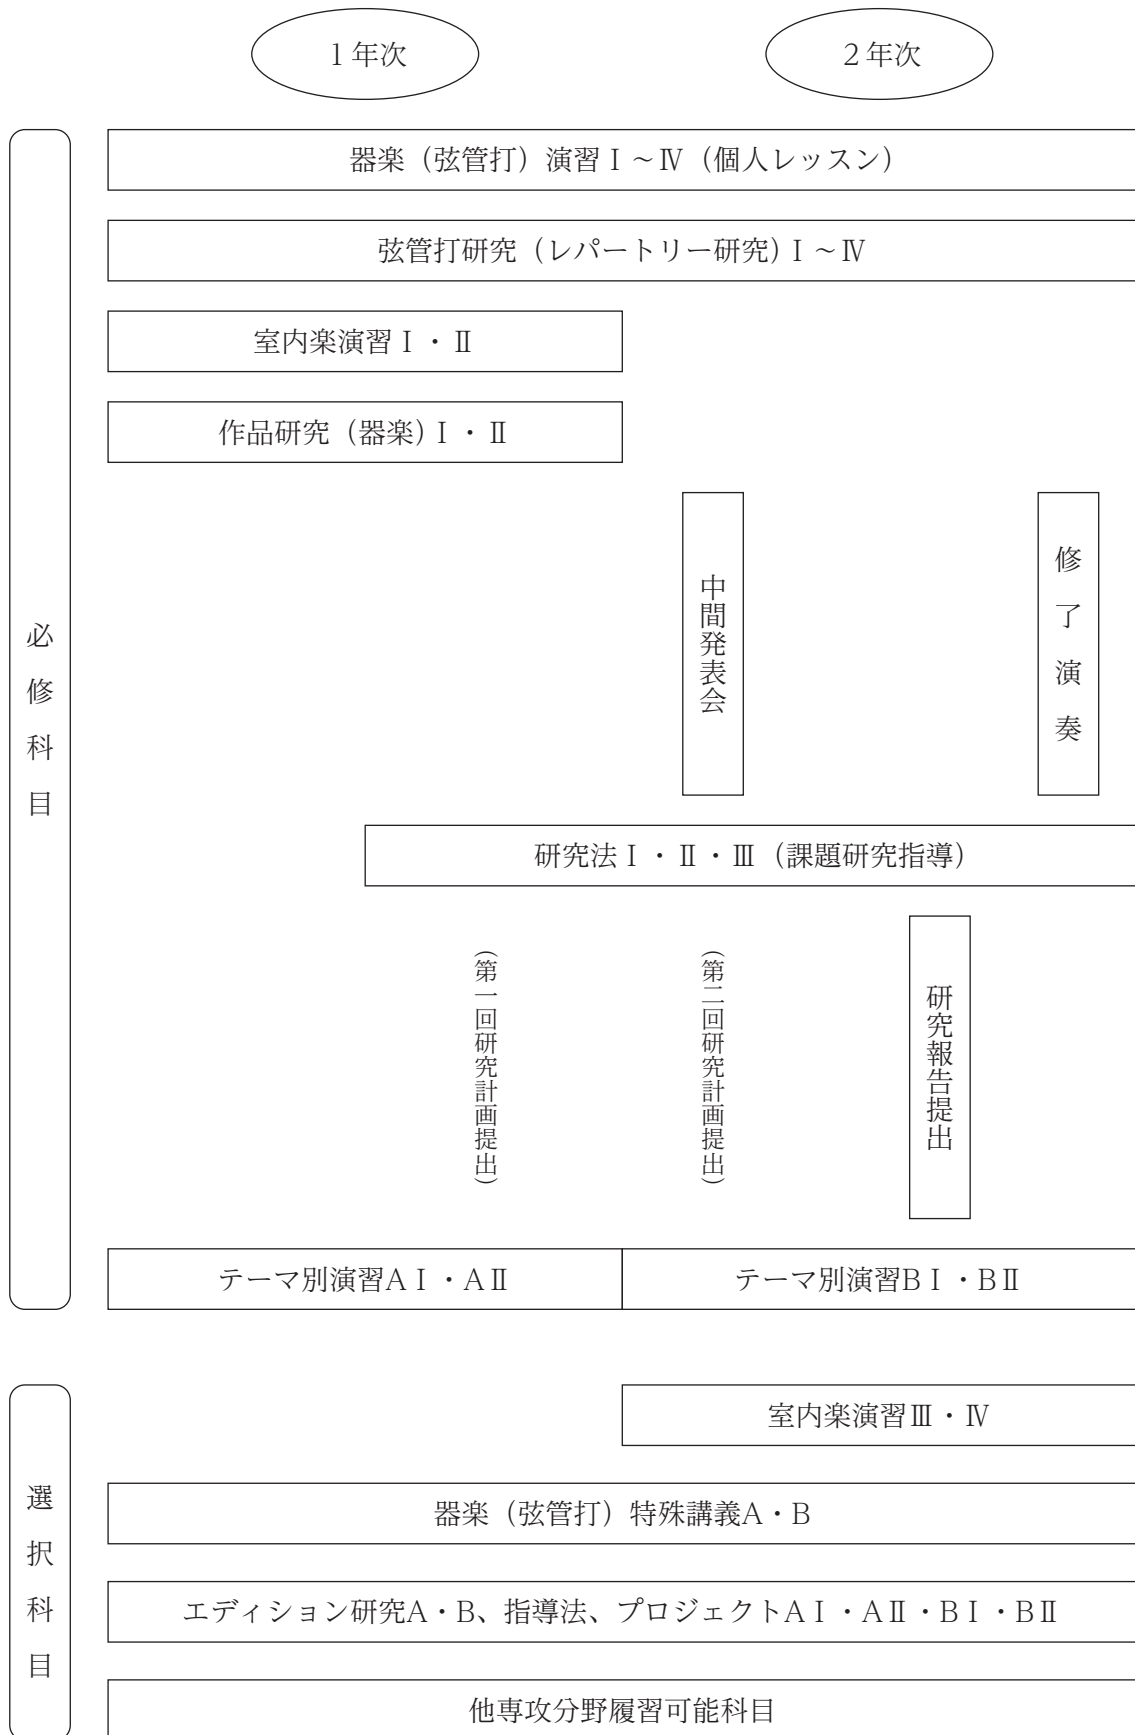 １年次
２年次
必修科目
器楽（弦管打）演習Ⅰ～Ⅳ（個人レッスン）
弦管打研究（レパートリー研究）Ⅰ～Ⅳ
室内楽演習Ⅰ・Ⅱ
作品研究（器楽）Ⅰ・Ⅱ
中間発表会
修了演奏
研究法Ⅰ・Ⅱ・Ⅲ（課題研究指導）
（第一回研究計画提出）
（第二回研究計画提出）
研究報告提出
テーマ別演習AⅠ・AⅡ
テーマ別演習BⅠ・BⅡ
選択科目
室内楽演習Ⅲ・Ⅳ
器楽（弦管打）特殊講義A・B
エディション研究A・B、指導法、プロジェクトAⅠ・AⅡ・BⅠ・BⅡ
他専攻分野履修可能科目